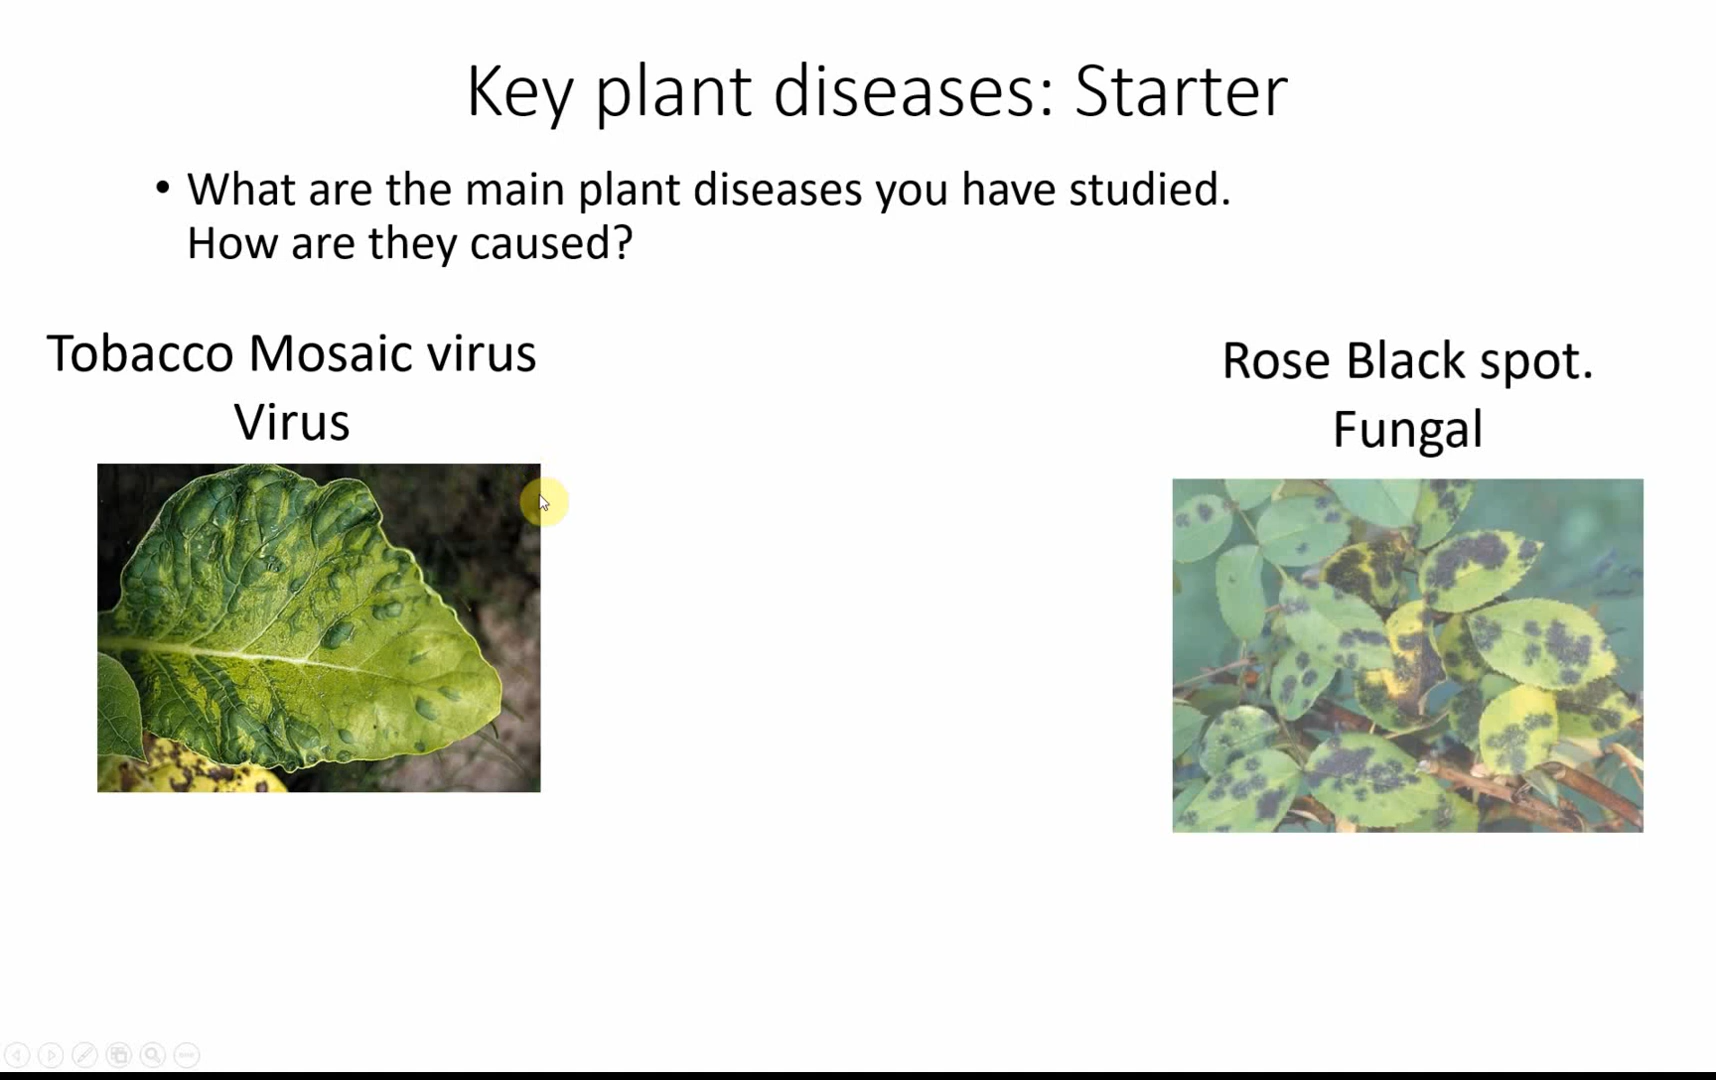 Key plant diseases: Starter
• What are the main plant diseases you have studied.
How are they caused?
Tobacco Mosaic virus
Virus
Rose Black spot.
Fungal